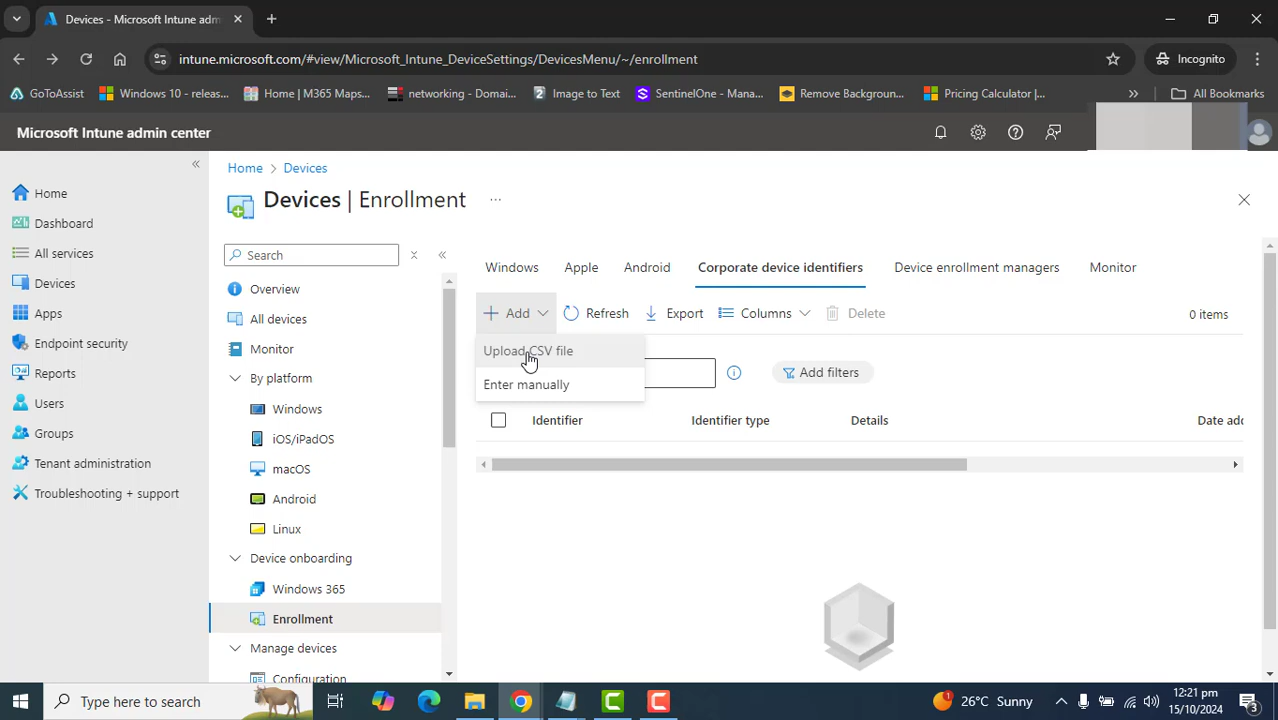 Devices - Microsoft Intune adm
intune.microsoft.com/#view/Microsoft_Intune_DeviceSettings/DevicesMenu/~/enrollment
Incognito
GoToAssist
Windows 10 - releas...
Home | M365 Maps...
networking - Domai...
Image to Text
SentinelOne - Mana...
Remove Backgroun...
Pricing Calculator |...
All Bookmarks
Microsoft Intune admin center
Home
Dashboard
All services
Devices
Apps
Endpoint security
Reports
Users
Groups
Tenant administration
Troubleshooting + support
Home > Devices
Devices | Enrollment
Search
Overview
All devices
Monitor
By platform
Windows
iOS/iPadOS
macOS
Android
Linux
Device onboarding
Windows 365
Enrollment
Manage devices
Configuration
Windows
Apple
Android
Corporate device identifiers
Device enrollment managers
Monitor
Add
Refresh
Export
Columns
Delete
0 items
Upload CSV file
Enter manually
Add filters
Identifier
Identifier type
Details
Date add
Type here to search
1
26°C Sunny
12:21 pm
15/10/2024
3